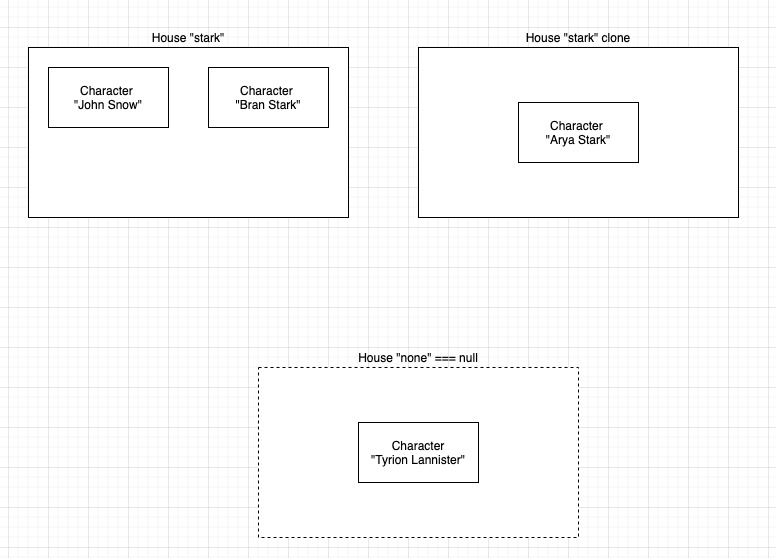 House "stark"
House "stark" clone
Character
"John Snow"
Character
"Bran Stark"
Character
"Arya Stark"
House "none" === null
Character
"Tyrion Lannister"